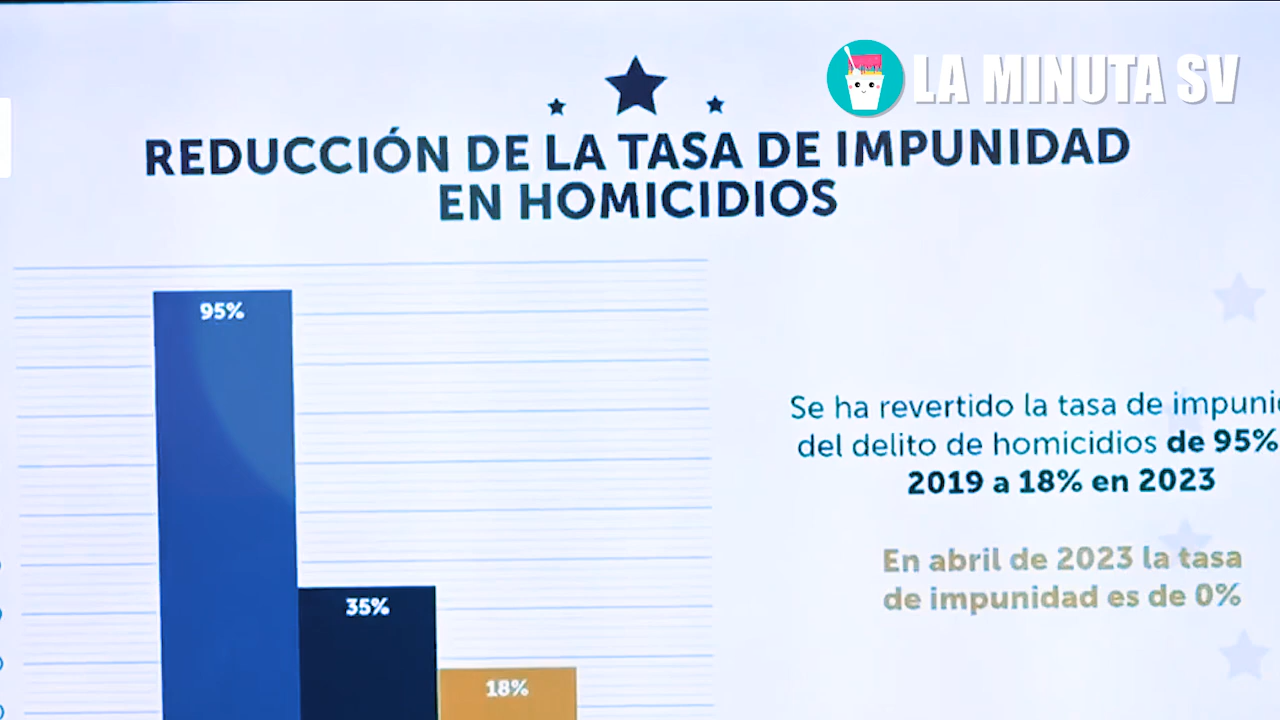 LA MINUTA SV
REDUCCIÓN DE LA TASA DE IMPUNIDAD
EN HOMICIDIOS
95%
35%
18%
Se ha revertido la tasa de
del delito de homicidios de 95%
2019 a 18% en 2023
En abril de 2023 la tasa
de impunidad es de 0%